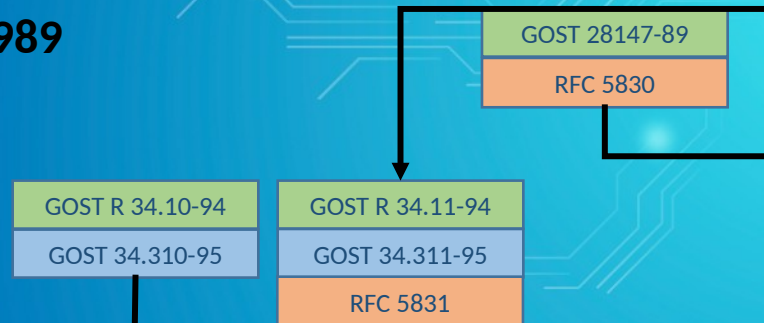 989
GOST 28147-89
RFC 5830
GOST R 34.10-94
GOST 34.310-95
GOST R 34.11-94
GOST 34.311-95
RFC 5831